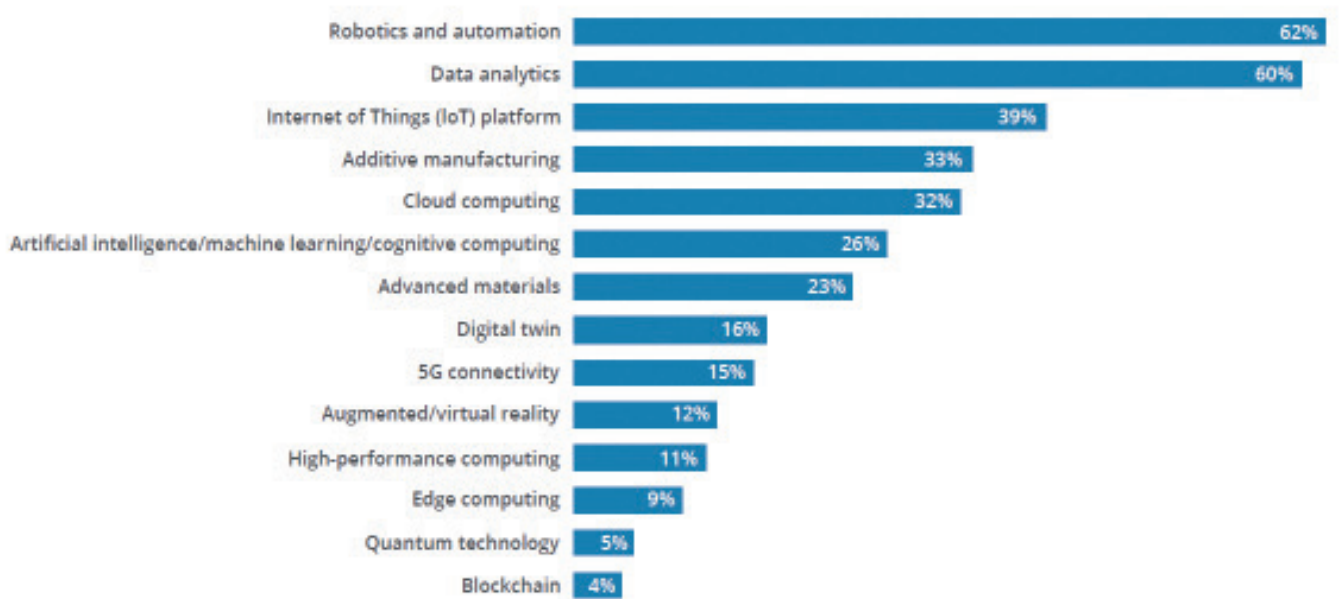 Robotics and automation 62%
Data analytics 60%
Internet of Things (IoT) platform 39%
Additive manufacturing 33%
Cloud computing 32%
Artificial intelligence/machine learning/cognitive computing 26%
Advanced materials 23%
Digital twin 16%
5G connectivity 15%
Augmented/virtual reality 12%
High-performance computing 11%
Edge computing 9%
Quantum technology 5%
Blockchain 4%